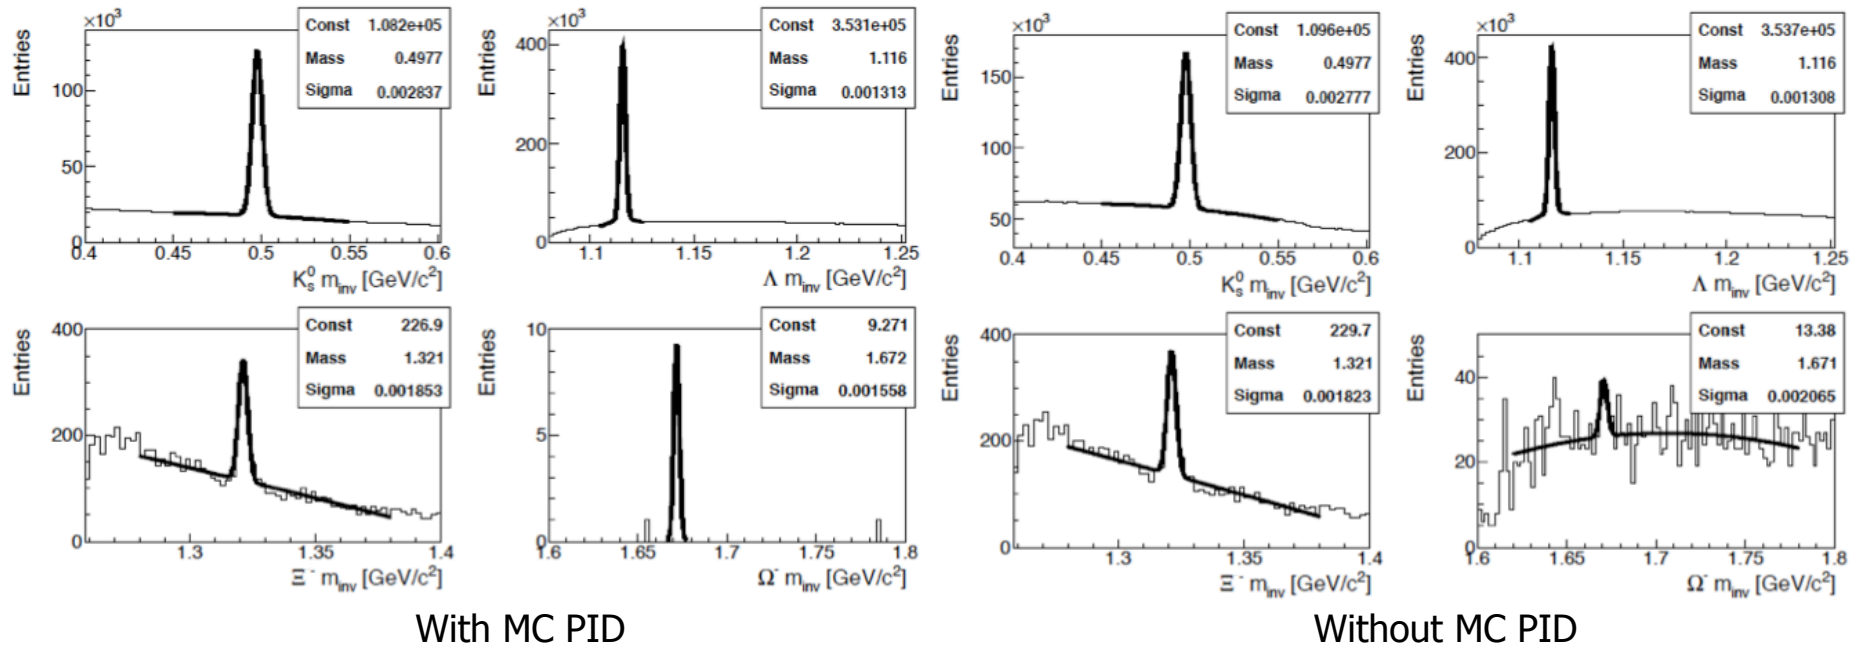 ×10³
Entries
Const 1.082e+05
Mass 0.4977
Sigma 0.002837
100
50
0
0.4 0.45 0.5 0.55 0.6
K⁰ₛ mᵢₙᵥ [GeV/c²]
×10³
Entries
Const 3.531e+05
Mass 1.116
Sigma 0.001313
400
200
0
1.1 1.15 1.2 1.25
Λ mᵢₙᵥ [GeV/c²]
×10³
Entries
Const 1.096e+05
Mass 0.4977
Sigma 0.002777
150
100
50
0.4 0.45 0.5 0.55 0.6
K⁰ₛ mᵢₙᵥ [GeV/c²]
×10³
Entries
Const 3.537e+05
Mass 1.116
Sigma 0.001308
400
200
0
1.1 1.15 1.2 1.25
Λ mᵢₙᵥ [GeV/c²]
Entries
Const 226.9
Mass 1.321
Sigma 0.001853
400
200
0
1.3 1.35 1.4
Ξ⁻ mᵢₙᵥ [GeV/c²]
Entries
Const 9.271
Mass 1.672
Sigma 0.001558
10
5
0
1.6 1.65 1.7 1.75 1.8
Ω⁻ mᵢₙᵥ [GeV/c²]
Entries
Const 229.7
Mass 1.321
Sigma 0.001823
400
200
0
1.3 1.35 1.4
Ξ⁻ mᵢₙᵥ [GeV/c²]
Entries
Const 13.38
Mass 1.671
Sigma 0.002065
40
20
0
1.6 1.65 1.7 1.75 1.8
Ω⁻ mᵢₙᵥ [GeV/c²]
With MC PID
Without MC PID